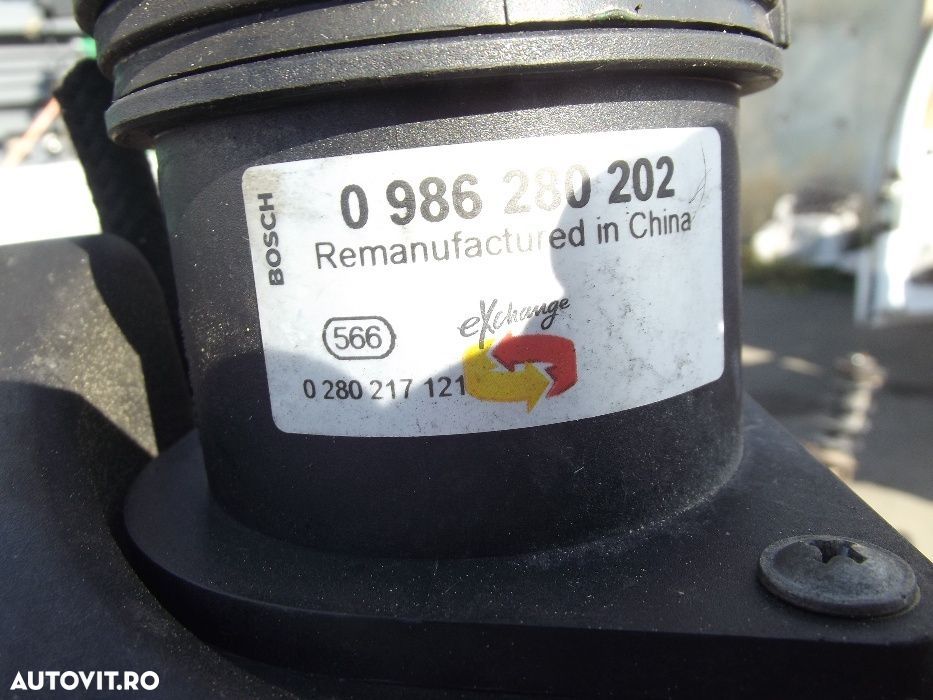 BOSCH
0 986 280 202
Remanufactured in China
566
eXchange
0 280 217 121
AUTOVIT.RO